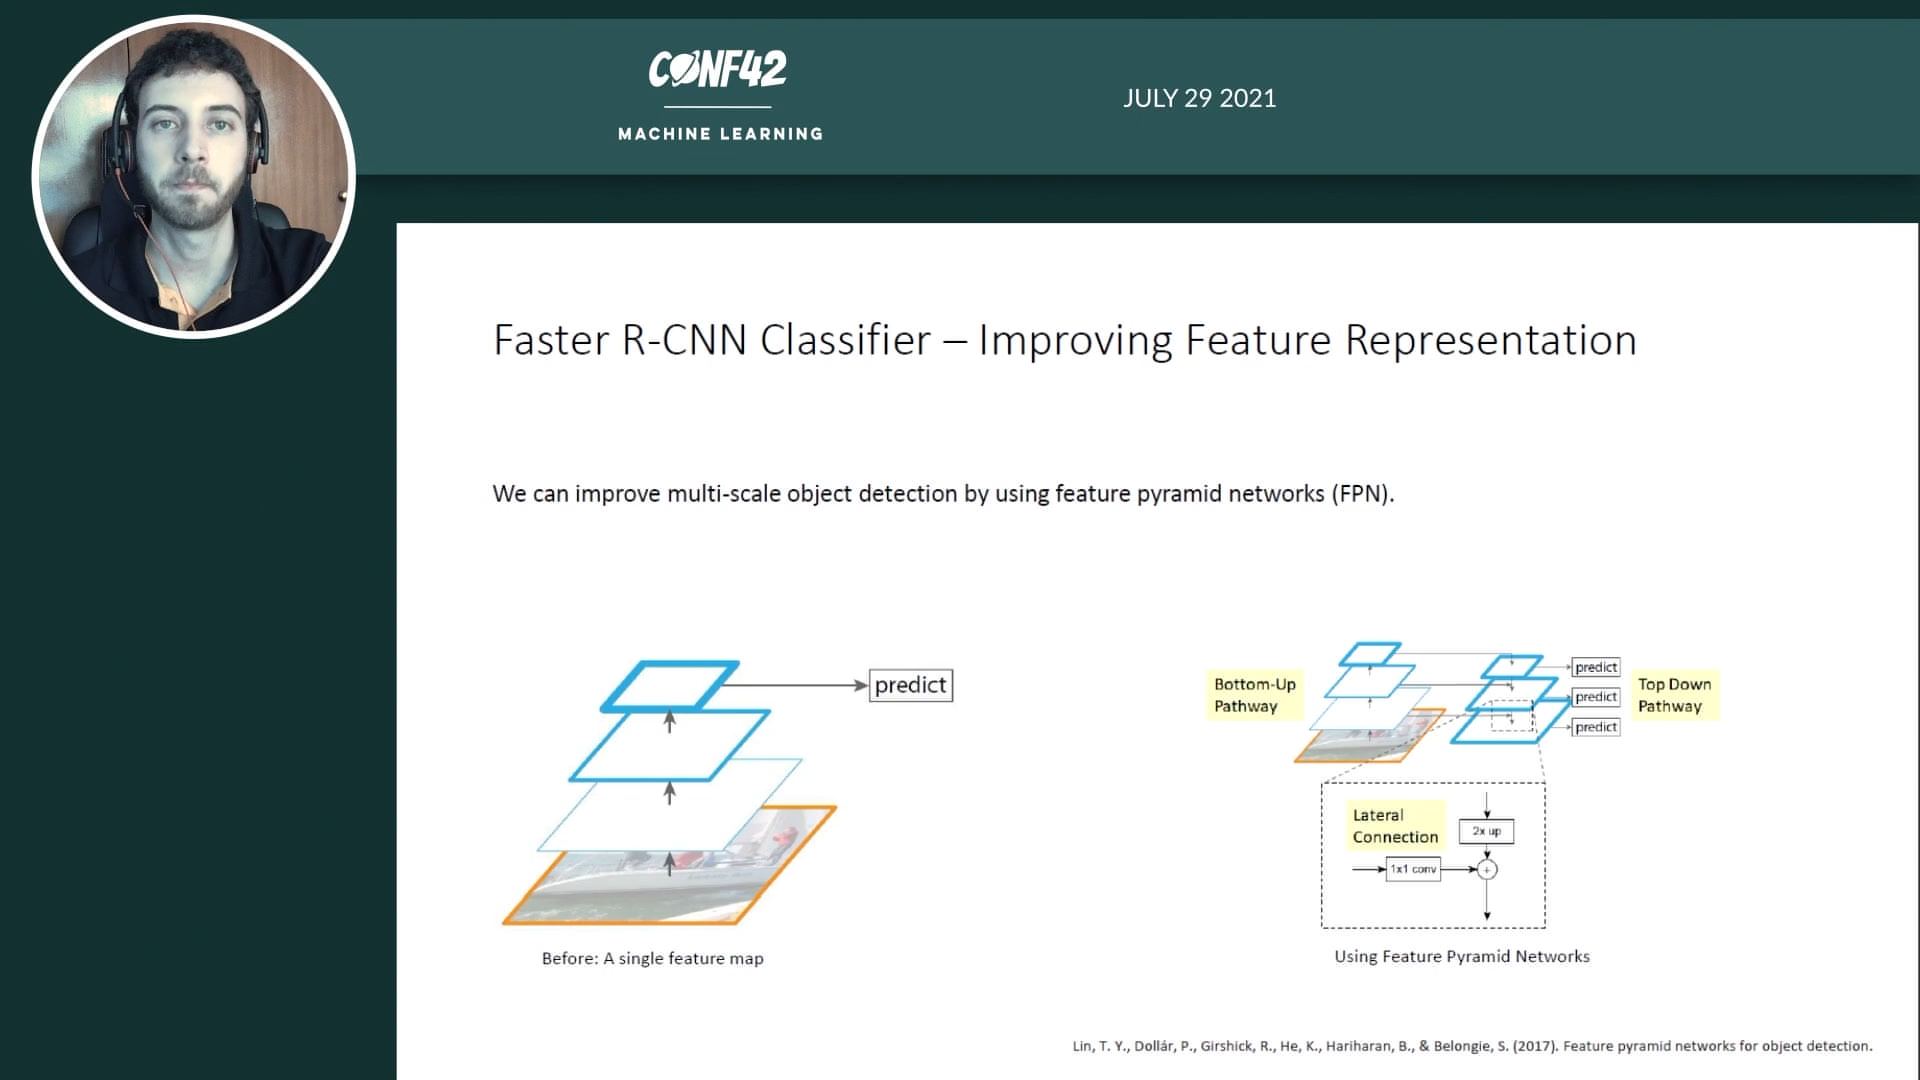 CONF42
MACHINE LEARNING
JULY 29 2021
Faster R-CNN Classifier – Improving Feature Representation
We can improve multi-scale object detection by using feature pyramid networks (FPN).
predict
Before: A single feature map
Bottom-Up
Pathway
predict
predict
predict
Top Down
Pathway
Lateral
Connection
2x up
1x1 conv
+
Using Feature Pyramid Networks
Lin, T. Y., Dollár, P., Girshick, R., He, K., Hariharan, B., & Belongie, S. (2017). Feature pyramid networks for object detection.